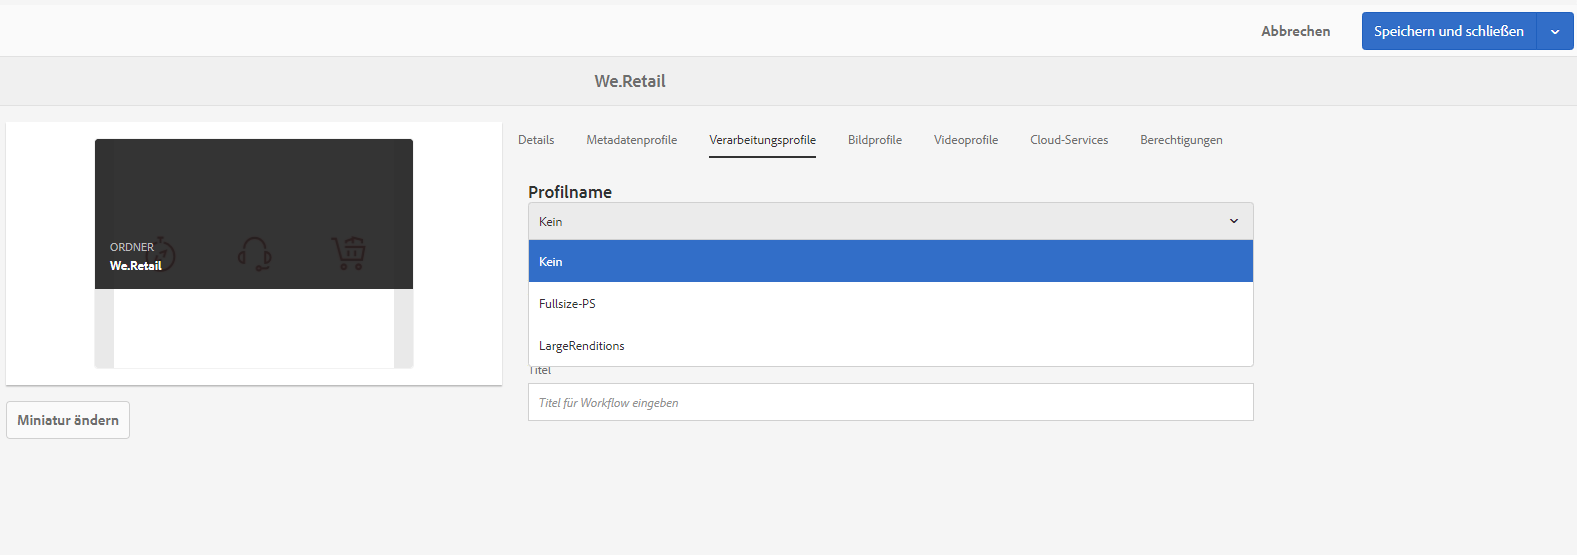 Abbrechen
Speichern und schließen
We.Retail
ORDNER
We.Retail
Miniatur ändern
Details
Metadatenprofile
Verarbeitungsprofile
Bildprofile
Videoprofile
Cloud-Services
Berechtigungen
Profilname
Kein
Kein
Fullsize-PS
LargeRenditions
Titel
Titel für Workflow eingeben